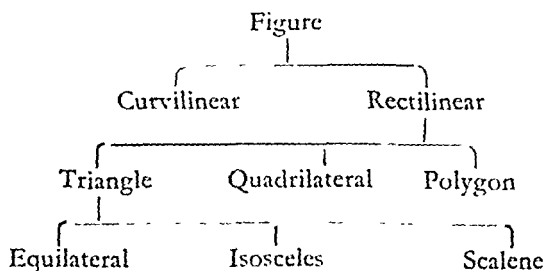 Figure
Curvilinear Rectilinear
Triangle Quadrilateral Polygon
Equilateral Isosceles Scalene